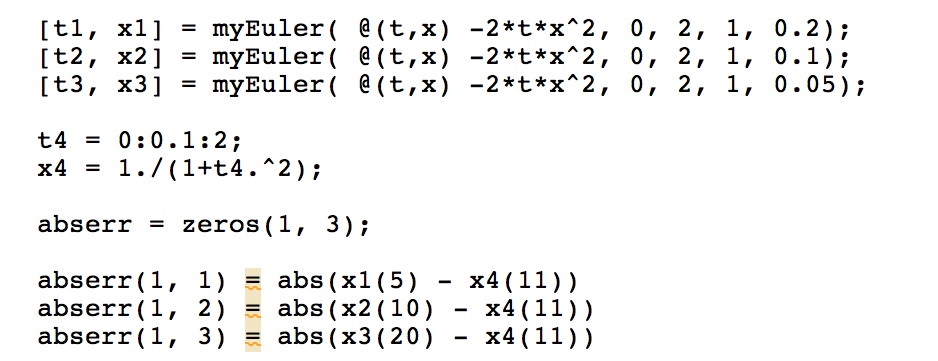 [t1, x1] = myEuler( @(t,x) -2*t*x^2, 0, 2, 1, 0.2);
[t2, x2] = myEuler( @(t,x) -2*t*x^2, 0, 2, 1, 0.1);
[t3, x3] = myEuler( @(t,x) -2*t*x^2, 0, 2, 1, 0.05);
t4 = 0:0.1:2;
x4 = 1./(1+t4.^2);
abserr = zeros(1, 3);
abserr(1, 1) = abs(x1(5) - x4(11))
abserr(1, 2) = abs(x2(10) - x4(11))
abserr(1, 3) = abs(x3(20) - x4(11))